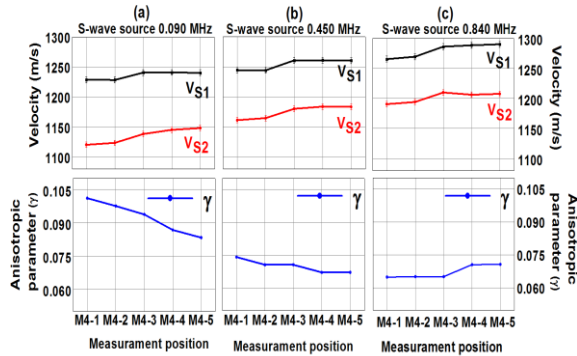 (a) (b) (c)
S-wave source 0.090 MHz S-wave source 0.450 MHz S-wave source 0.840 MHz
Velocity (m/s)
1300
1250
1200
1150
1100
VS1
VS2
VS1
VS2
VS1
VS2
1300
1250
1200
1150
1100
Velocity (m/s)
Anisotropic
parameter (γ)
0.105
0.090
0.075
0.060
γ
γ
γ
0.105
0.090
0.075
0.060
Anisotropic
parameter (γ)
M4-1 M4-2 M4-3 M4-4 M4-5 M4-1 M4-2 M4-3 M4-4 M4-5 M4-1 M4-2 M4-3 M4-4 M4-5
Measurament position Measurament position Measurament position